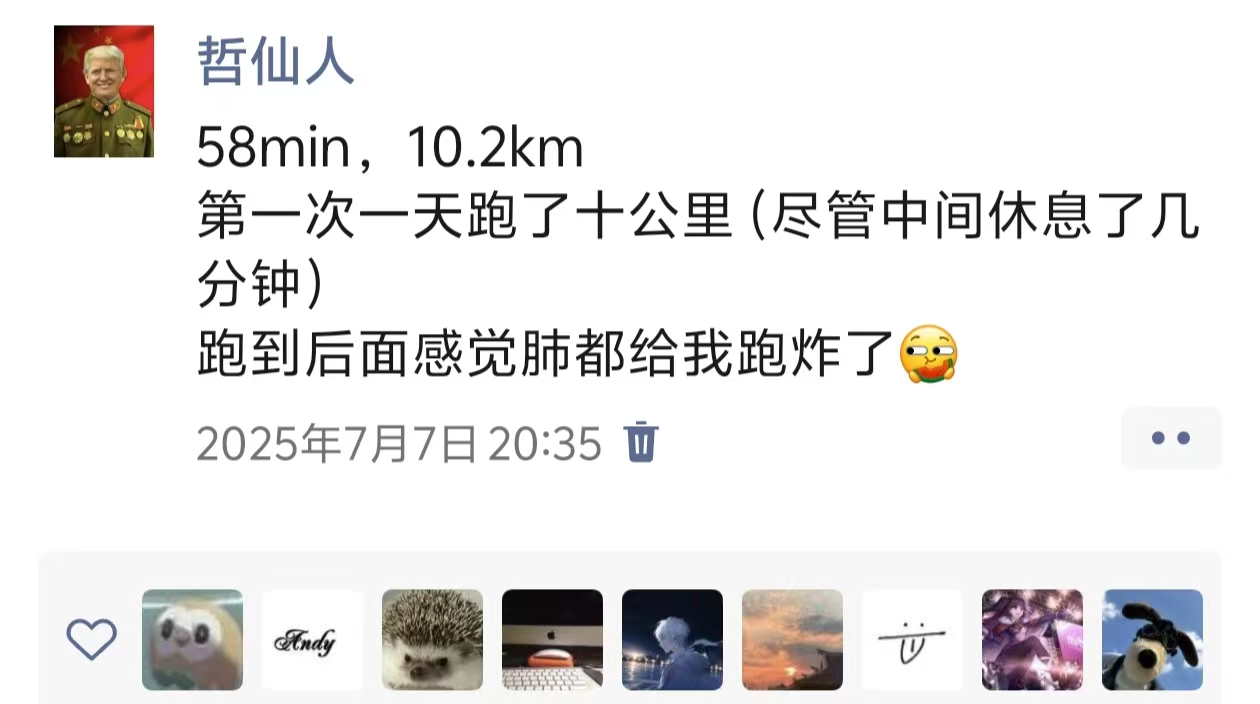 哲仙人
58min，10.2km
第一次一天跑了十公里（尽管中间休息了几
分钟）
跑到后面感觉肺都给我跑炸了
2025年7月7日 20:35
Andy